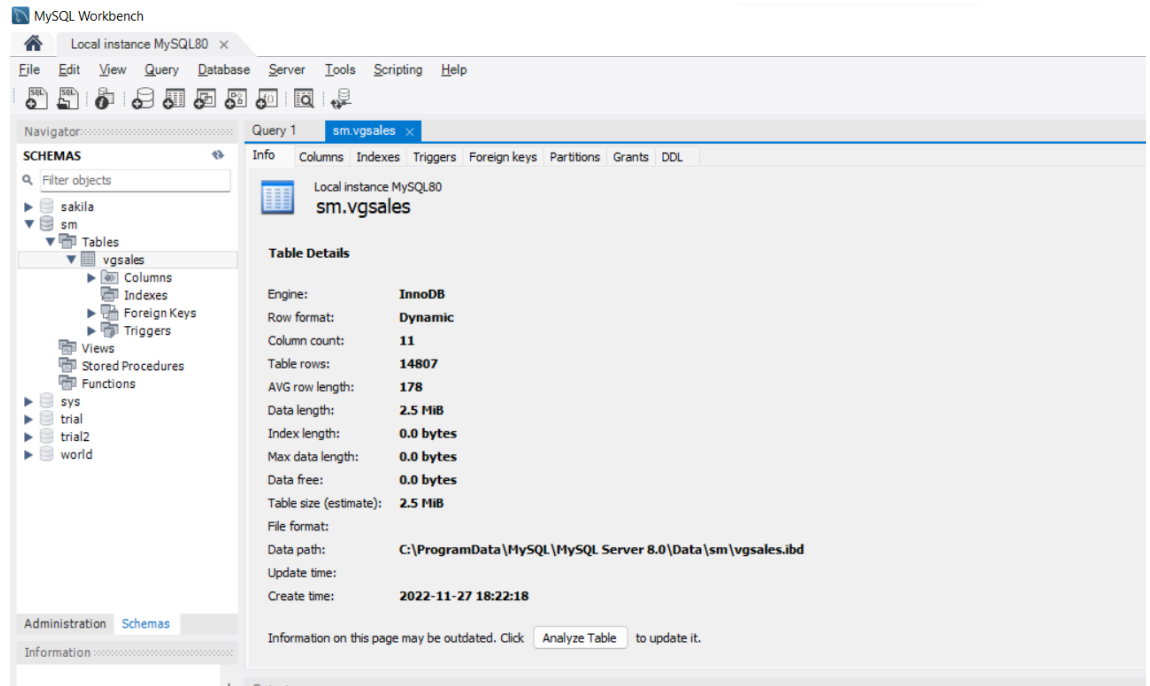 MySQL Workbench
Local instance MySQL80 ×
File Edit View Query Database Server Tools Scripting Help
Navigator
SCHEMAS
Filter objects
sakila
sm
Tables
vgsales
Columns
Indexes
Foreign Keys
Triggers
Views
Stored Procedures
Functions
sys
trial
trial2
world
Administration Schemas
Information
Query 1 sm.vgsales ×
Info Columns Indexes Triggers Foreign keys Partitions Grants DDL
Local instance MySQL80
sm.vgsales
Table Details
Engine: InnoDB
Row format: Dynamic
Column count: 11
Table rows: 14807
AVG row length: 178
Data length: 2.5 MiB
Index length: 0.0 bytes
Max data length: 0.0 bytes
Data free: 0.0 bytes
Table size (estimate): 2.5 MiB
File format:
Data path: C:\ProgramData\MySQL\MySQL Server 8.0\Data\sm\vgsales.ibd
Update time:
Create time: 2022-11-27 18:22:18
Information on this page may be outdated. Click Analyze Table to update it.